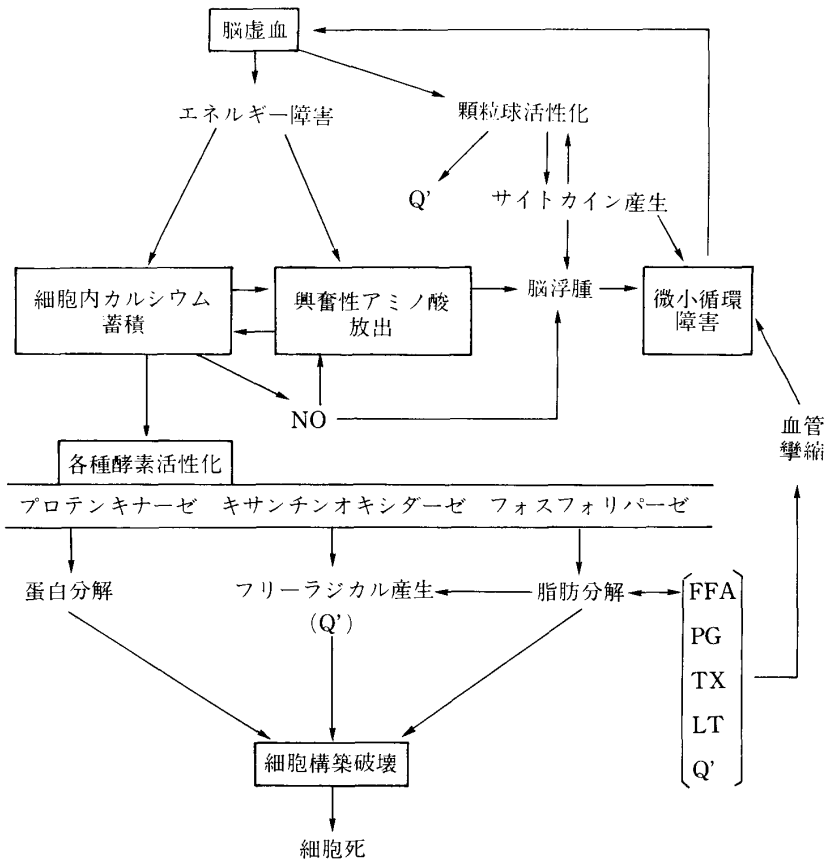 脳虚血
エネルギー障害
顆粒球活性化
Q'
サイトカイン産生
細胞内カルシウム
蓄積
興奮性アミノ酸
放出
脳浮腫
微小循環
障害
NO
血管
攣縮
各種酵素活性化
プロテンキナーゼ キサンチンオキシダーゼ フォスフォリパーゼ
蛋白分解
フリーラジカル産生
(Q')
脂肪分解
FFA
PG
TX
LT
Q'
細胞構築破壊
細胞死